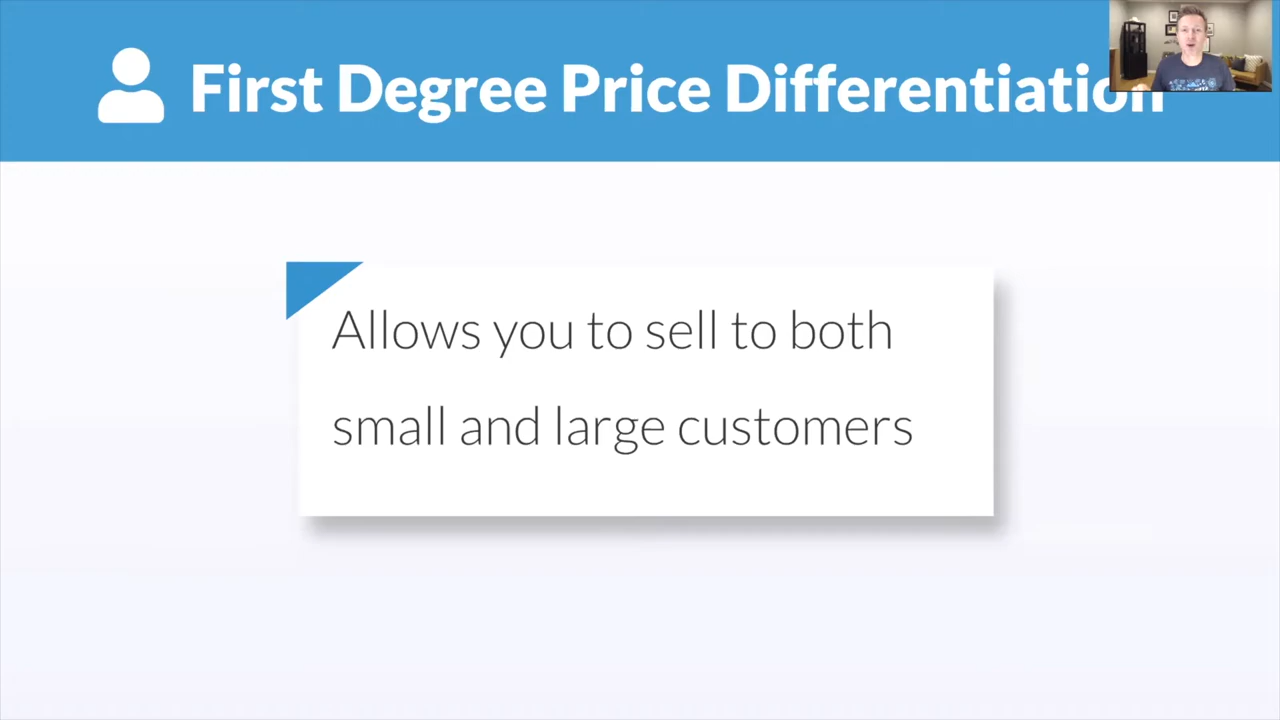 First Degree Price Differentiation
Allows you to sell to both
small and large customers